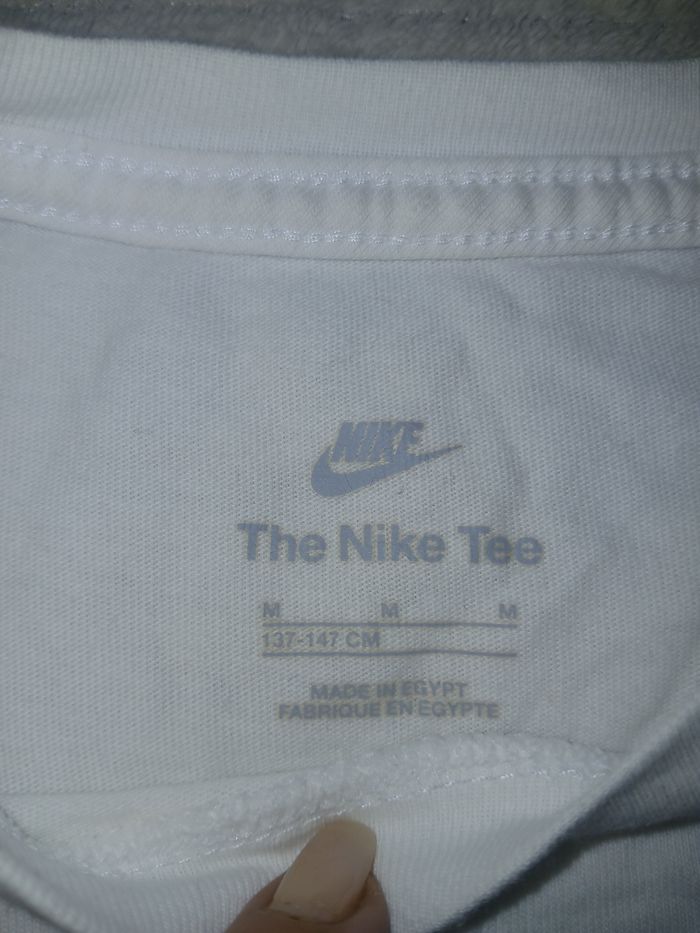 NIKE
The Nike Tee
M M M
137-147 CM
MADE IN EGYPT
FABRIQUE EN EGYPTE